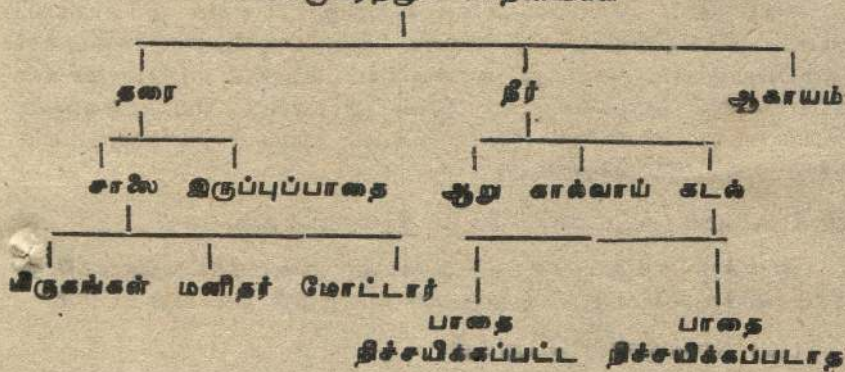 தரை நீர் ஆகாயம்
சாலை இருப்புப்பாதை ஆறு கால்வாய் கடல்
மிருகங்கள் மனிதர் மோட்டார்
பாதை பாதை
நிச்சயிக்கப்பட்ட நிச்சயிக்கப்படாத